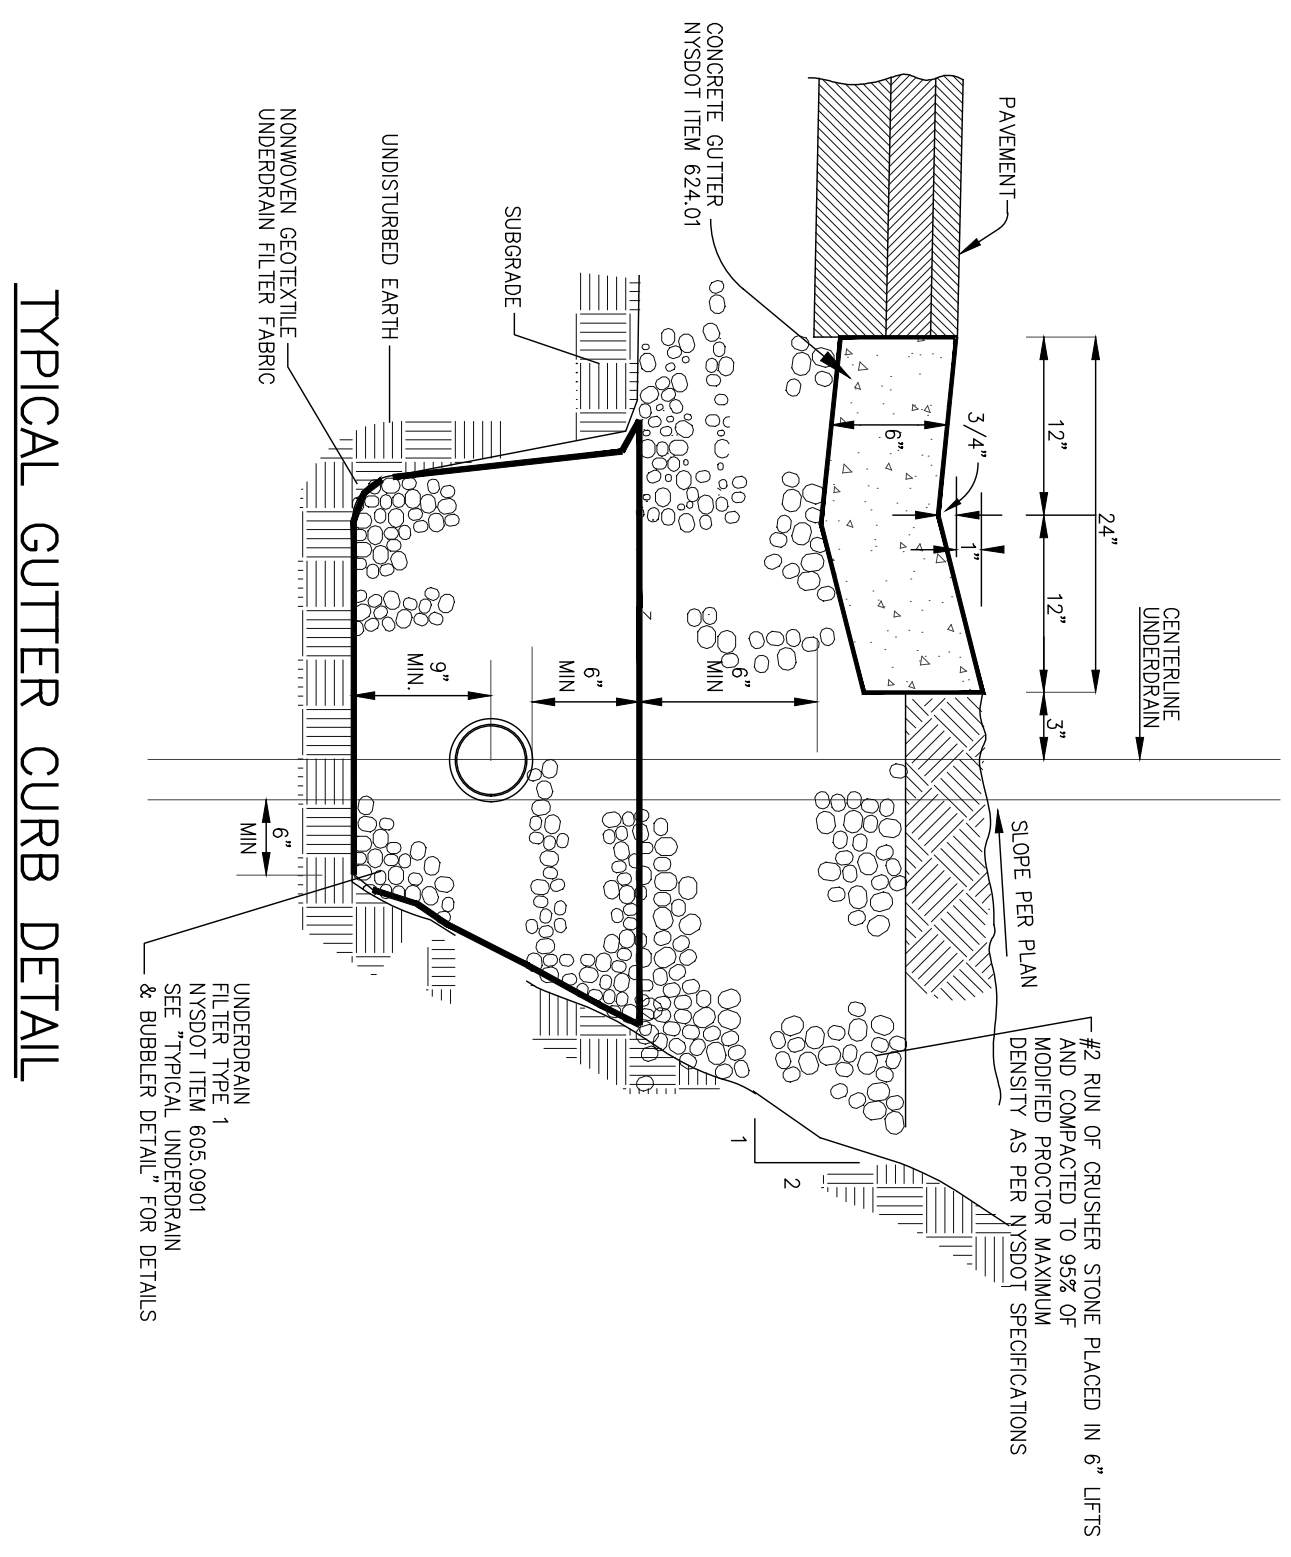 CENTERLINE
UNDERDRAIN
24"
12"
12"
3"
PAVEMENT
3/4"
1"
6"
SLOPE PER PLAN
#2 RUN OF CRUSHER STONE PLACED IN 6" LIFTS
AND COMPACTED TO 95% OF
MODIFIED PROCTOR MAXIMUM
DENSITY AS PER NYSDOT SPECIFICATIONS
CONCRETE GUTTER
NYSDOT ITEM 624.01
6"
MIN
2
1
SUBGRADE
6"
MIN
9"
MIN.
UNDISTURBED EARTH
NONWOVEN GEOTEXTILE
UNDERDRAIN FILTER FABRIC
6"
MIN
UNDERDRAIN
FILTER TYPE 1
NYSDOT ITEM 605.0901
SEE "TYPICAL UNDERDRAIN
& BUBBLER DETAIL" FOR DETAILS
TYPICAL GUTTER CURB DETAIL